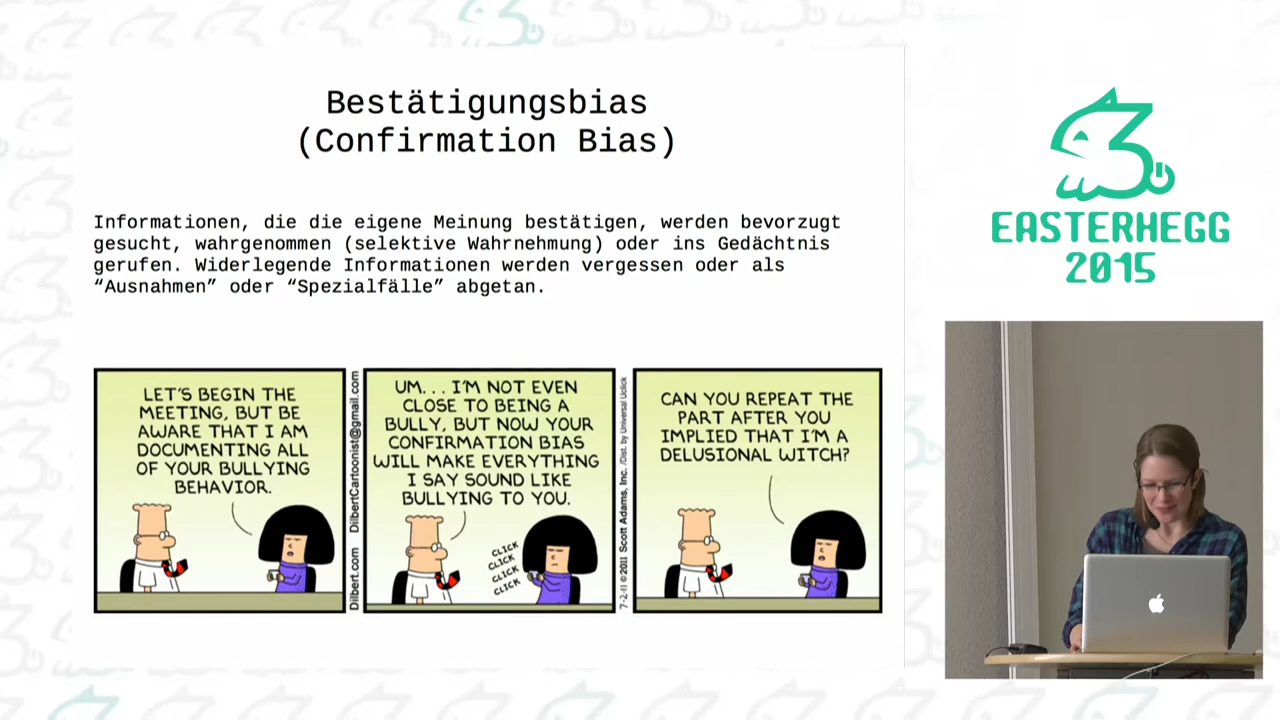 Bestätigungsbias
(Confirmation Bias)
Informationen, die die eigene Meinung bestätigen, werden bevorzugt
gesucht, wahrgenommen (selektive Wahrnehmung) oder ins Gedächtnis
gerufen. Widerlegende Informationen werden vergessen oder als
“Ausnahmen” oder “Spezialfälle” abgetan.
LET'S BEGIN THE
MEETING, BUT BE
AWARE THAT I AM
DOCUMENTING ALL
OF YOUR BULLYING
BEHAVIOR.
Dilbert.com DilbertCartoonist@gmail.com
UM. . . I'M NOT EVEN
CLOSE TO BEING A
BULLY, BUT NOW YOUR
CONFIRMATION BIAS
WILL MAKE EVERYTHING
I SAY SOUND LIKE
BULLYING TO YOU.
CLICK
CLICK
CLICK
CLICK
7-2-11 © 2011 Scott Adams, Inc. /Dist. by Universal Uclick
CAN YOU REPEAT THE
PART AFTER YOU
IMPLIED THAT I'M A
DELUSIONAL WITCH?
EASTERHEGG
2015